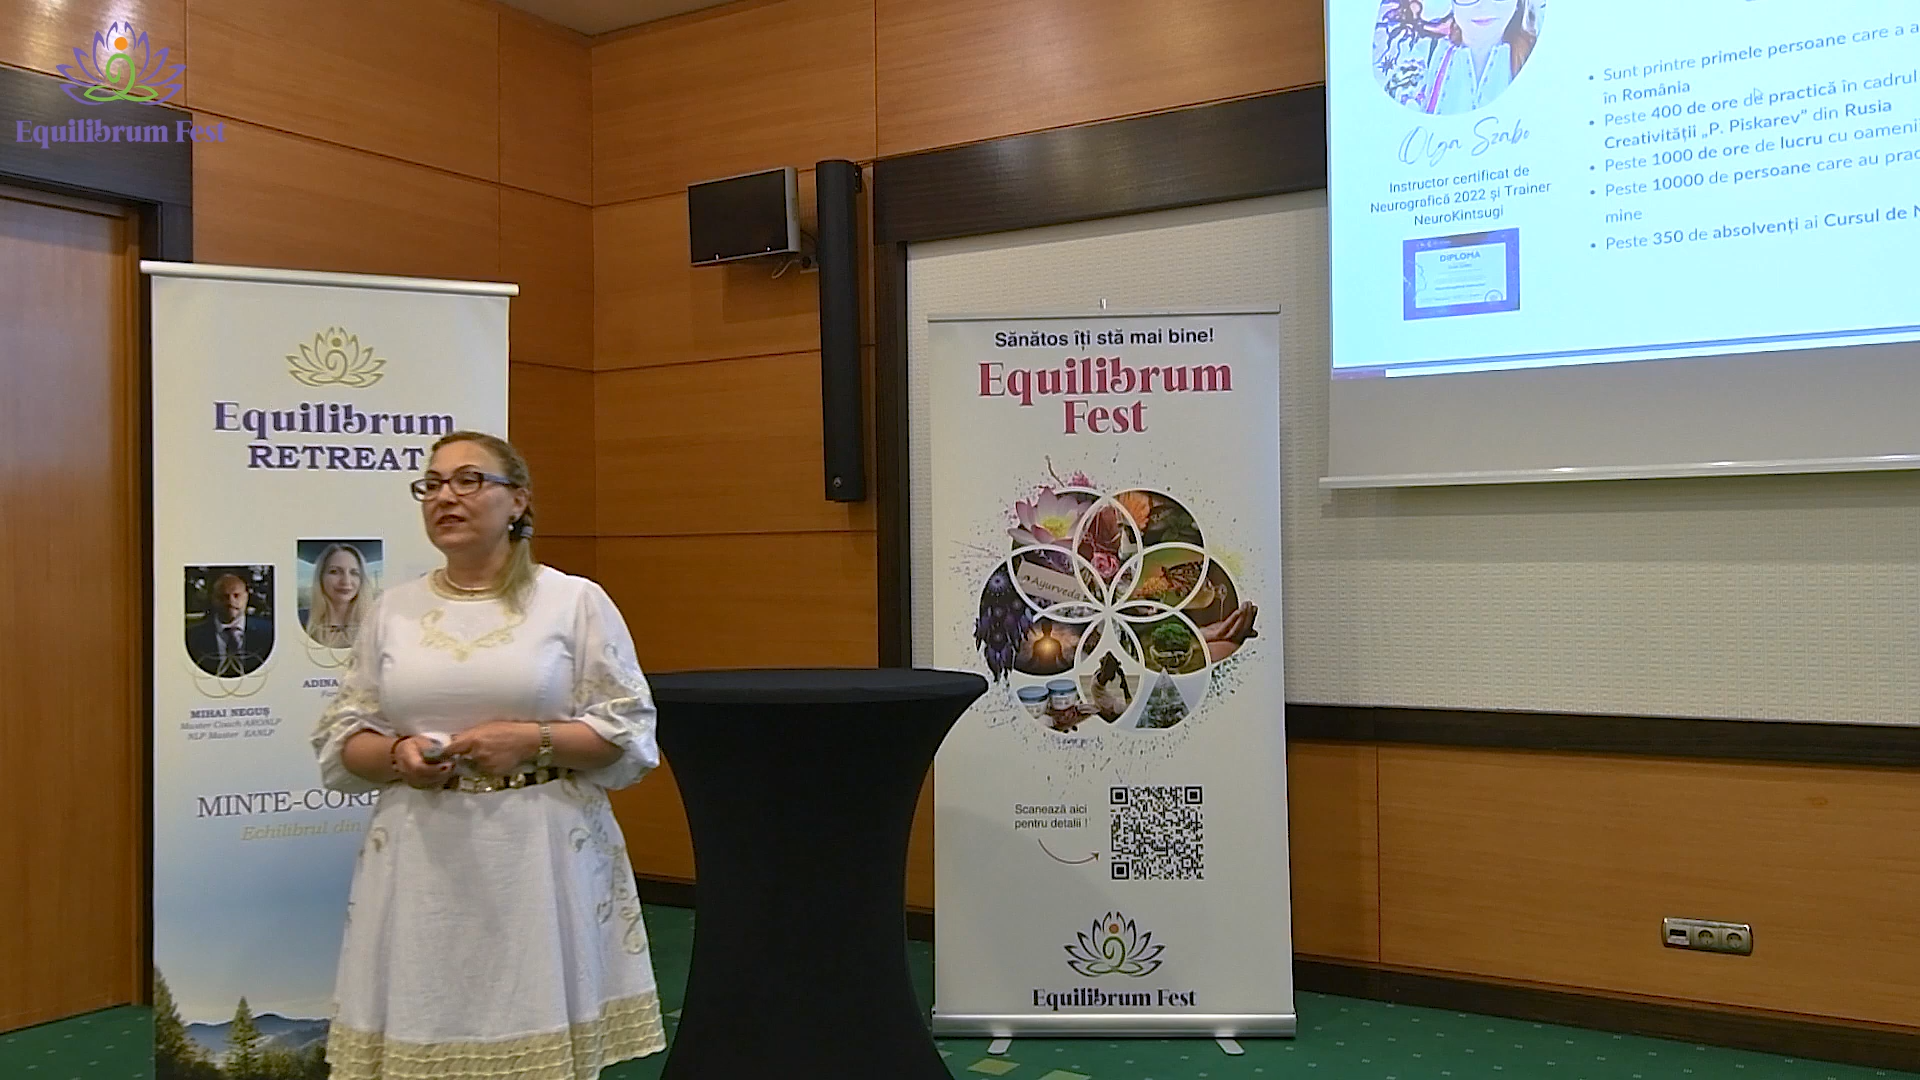 Equilibrum Fest
Equilibrum
RETREAT
MIHAI NEGUȘ
Master Coach ARONLP
NLP Master EANLP
ADINA
MINTE-CORP
Echilibrul din
Sănătos îți stă mai bine!
Equilibrum
Fest
Ayurveda
Scanează aici
pentru detalii !
Equilibrum Fest
Olga Szabo
Instructor certificat de
Neurografică 2022 și Trainer
NeuroKintsugi
DIPLOMA
• Sunt printre primele persoane care a a
în România
• Peste 400 de ore de practică în cadrul
Creativității „P. Piskarev” din Rusia
• Peste 1000 de ore de lucru cu oameni
• Peste 10000 de persoane care au prac
mine
• Peste 350 de absolvenți ai Cursul de N